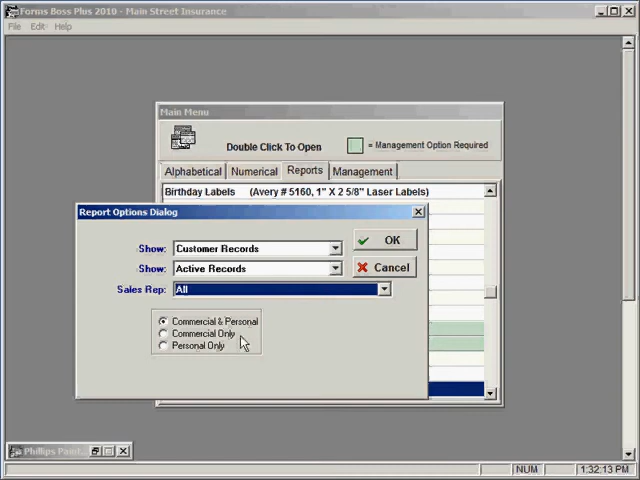 Forms Boss Plus 2010 - Main Street Insurance
File Edit Help
Main Menu
Double Click To Open
= Management Option Required
Alphabetical Numerical Reports Management
Birthday Labels (Avery # 5160, 1" X 2 5/8" Laser Labels)
Report Options Dialog
Show: Customer Records
OK
Show: Active Records
Cancel
Sales Rep: All
Commercial & Personal
Commercial Only
Personal Only
Phillips Paint...
NUM
1:32:13 PM